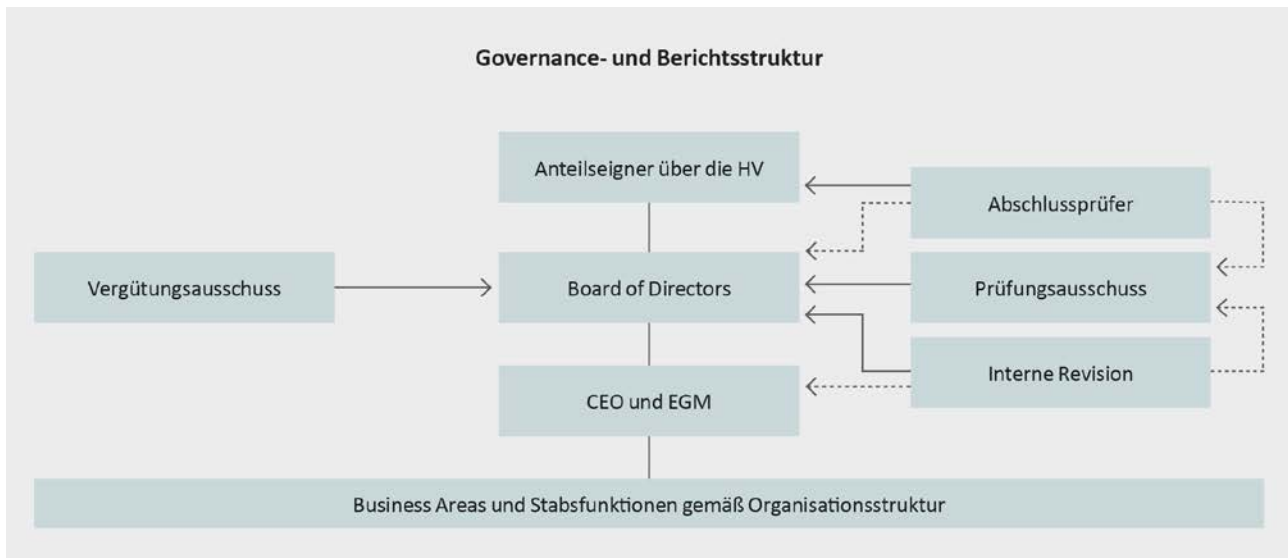 Governance- und Berichtsstruktur
Anteilseigner über die HV
Abschlussprüfer
Vergütungsausschuss
Board of Directors
Prüfungsausschuss
CEO und EGM
Interne Revision
Business Areas und Stabsfunktionen gemäß Organisationsstruktur